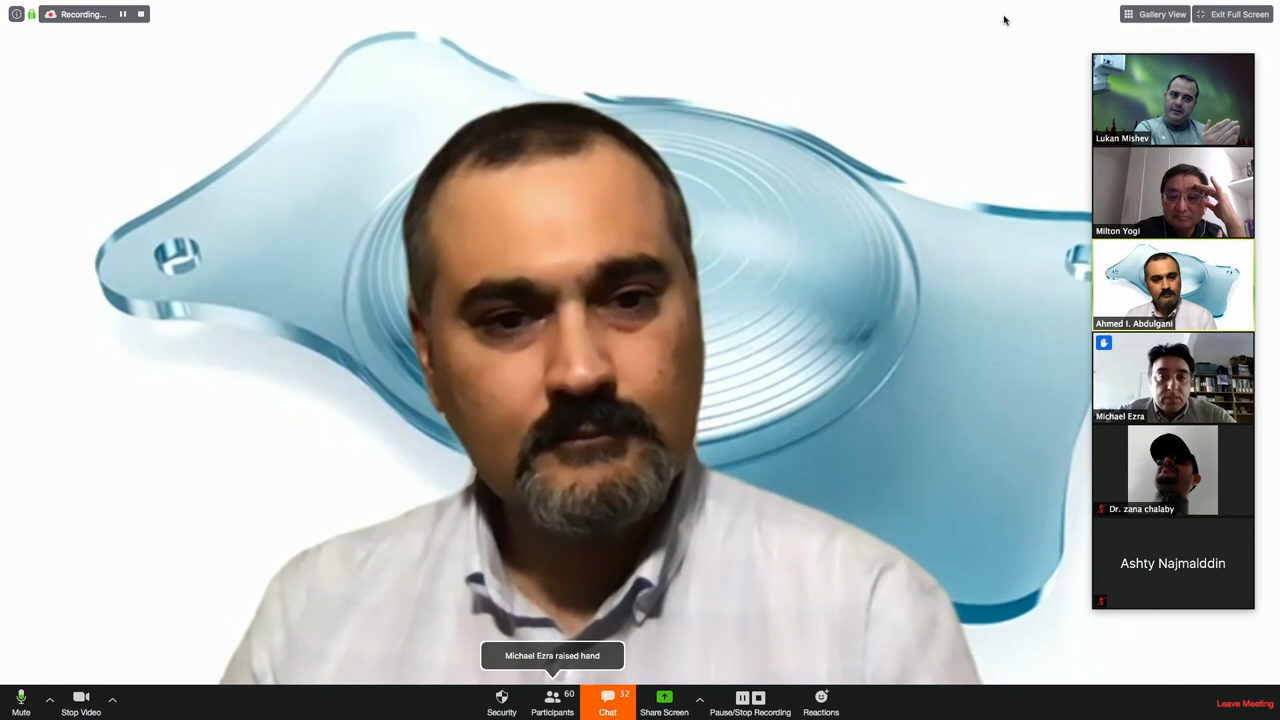 Recording...
Gallery View
Exit Full Screen
Lukan Mishev
Milton Yogi
Ahmed I. Abdulgani
Michael Ezra
Dr. zana chalaby
Ashty Najmalddin
Michael Ezra raised hand
Mute
Stop Video
Security
60
Participants
32
Chat
Share Screen
Pause/Stop Recording
Reactions
Leave Meeting